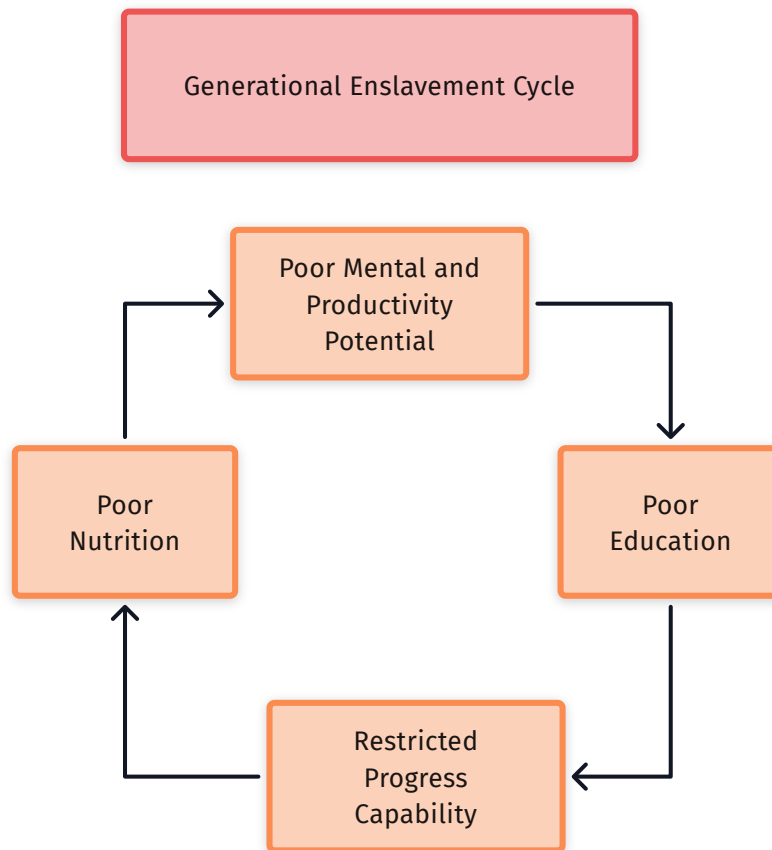 Generational Enslavement Cycle
Poor Mental and
Productivity
Potential
Poor
Nutrition
Poor
Education
Restricted
Progress
Capability